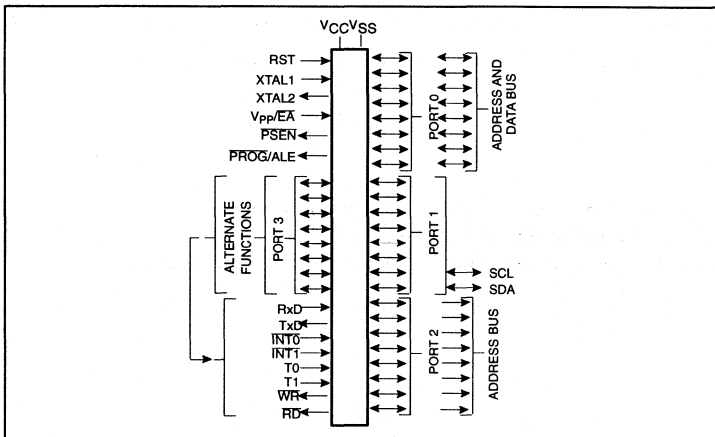 VCC VSS
RST
XTAL1
XTAL2
VPP/EA
PSEN
PROG/ALE
PORT 0
ADDRESS AND
DATA BUS
ALTERNATE
FUNCTIONS
PORT 3
PORT 1
SCL
SDA
RxD
TxD
INT0
INT1
T0
T1
WR
RD
PORT 2
ADDRESS BUS